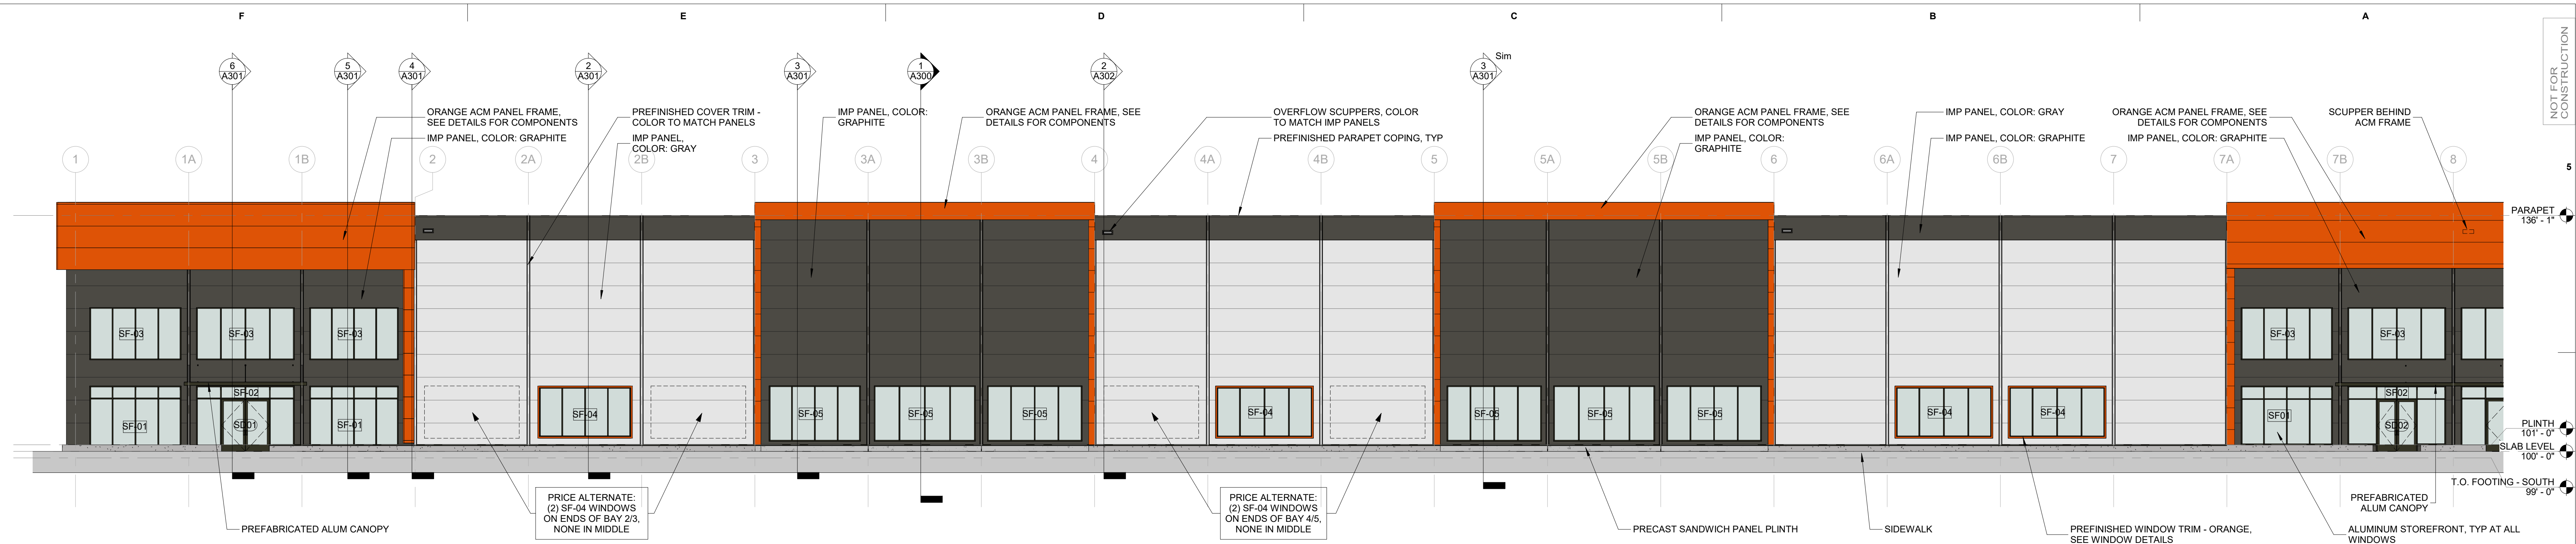 F
E
D
C
B
A
NOT FOR
CONSTRUCTION
6
A301
5
A301
4
A301
2
A301
3
A301
1
A300
2
A302
3
A301
Sim
ORANGE ACM PANEL FRAME,
SEE DETAILS FOR COMPONENTS
IMP PANEL, COLOR: GRAPHITE
PREFINISHED COVER TRIM -
COLOR TO MATCH PANELS
IMP PANEL,
COLOR: GRAY
IMP PANEL, COLOR:
GRAPHITE
ORANGE ACM PANEL FRAME, SEE
DETAILS FOR COMPONENTS
OVERFLOW SCUPPERS, COLOR
TO MATCH IMP PANELS
PREFINISHED PARAPET COPING, TYP
ORANGE ACM PANEL FRAME, SEE
DETAILS FOR COMPONENTS
IMP PANEL, COLOR:
GRAPHITE
IMP PANEL, COLOR: GRAY
IMP PANEL, COLOR: GRAPHITE
ORANGE ACM PANEL FRAME, SEE
DETAILS FOR COMPONENTS
IMP PANEL, COLOR: GRAPHITE
SCUPPER BEHIND
ACM FRAME
1
1A
1B
2
2A
2B
3
3A
3B
4
4A
4B
5
5A
5B
6
6A
6B
7
7A
7B
8
5
PARAPET
136' - 1"
SF-03
SF-03
SF-03
SF-03
SF-03
SF-01
SF-02
SD01
SF-01
SF-04
SF-05
SF-05
SF-05
SF-04
SF-05
SF-05
SF-05
SF-04
SF-04
SF01
SF02
SD02
PLINTH
101' - 0"
SLAB LEVEL
100' - 0"
T.O. FOOTING - SOUTH
99' - 0"
PREFABRICATED ALUM CANOPY
PRICE ALTERNATE:
(2) SF-04 WINDOWS
ON ENDS OF BAY 2/3,
NONE IN MIDDLE
PRICE ALTERNATE:
(2) SF-04 WINDOWS
ON ENDS OF BAY 4/5,
NONE IN MIDDLE
PRECAST SANDWICH PANEL PLINTH
SIDEWALK
PREFINISHED WINDOW TRIM - ORANGE,
SEE WINDOW DETAILS
PREFABRICATED
ALUM CANOPY
ALUMINUM STOREFRONT, TYP AT ALL
WINDOWS